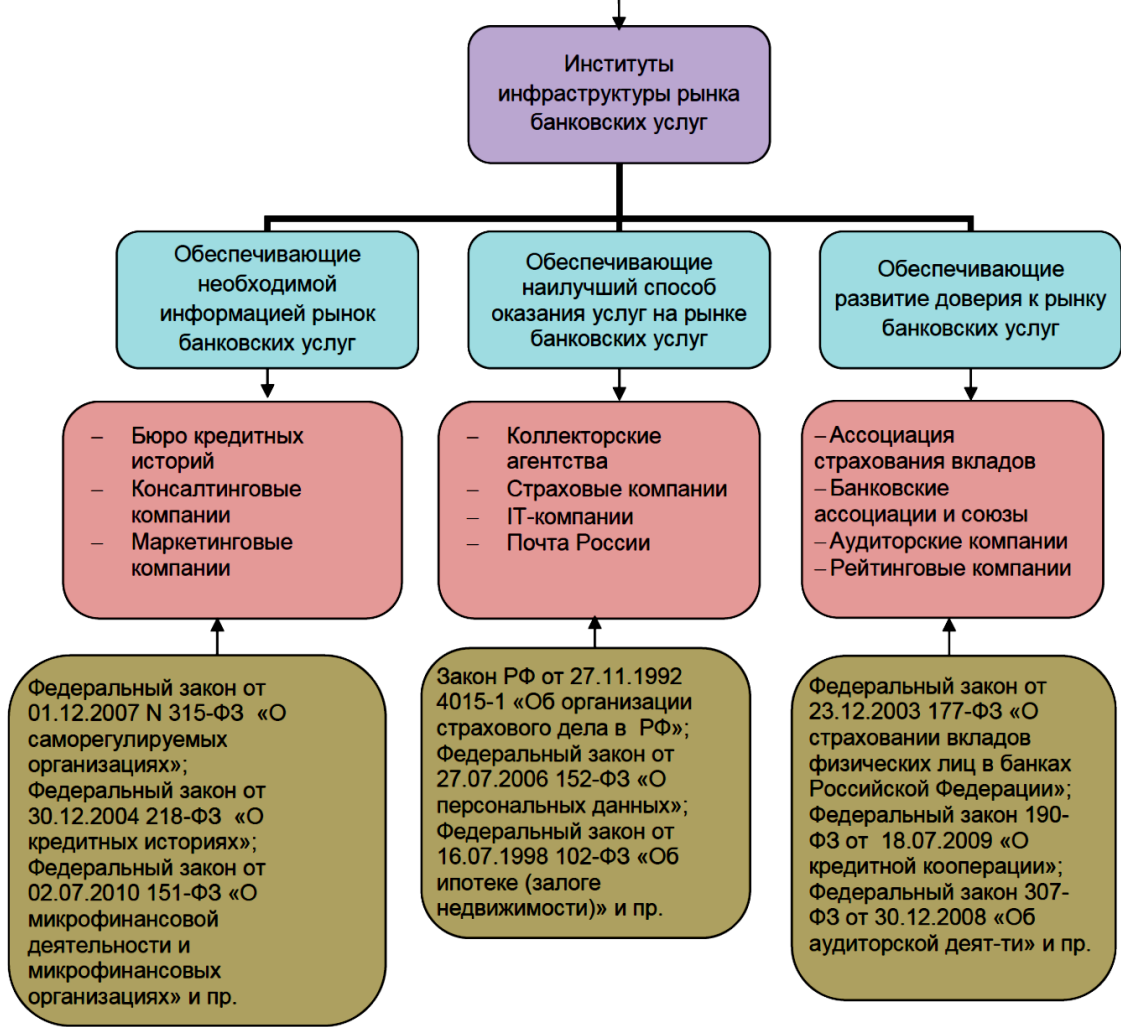 Институты
инфраструктуры рынка
банковских услуг
Обеспечивающие
необходимой
информацией рынок
банковских услуг
Обеспечивающие
наилучший способ
оказания услуг на рынке
банковских услуг
Обеспечивающие
развитие доверия к рынку
банковских услуг
– Бюро кредитных
историй
– Консалтинговые
компании
– Маркетинговые
компании
– Коллекторские
агентства
– Страховые компании
– IT-компании
– Почта России
– Ассоциация
страхования вкладов
– Банковские
ассоциации и союзы
– Аудиторские компании
– Рейтинговые компании
Федеральный закон от
01.12.2007 N 315-ФЗ «О
саморегулируемых
организациях»;
Федеральный закон от
30.12.2004 218-ФЗ «О
кредитных историях»;
Федеральный закон от
02.07.2010 151-ФЗ «О
микрофинансовой
деятельности и
микрофинансовых
организациях» и пр.
Закон РФ от 27.11.1992
4015-1 «Об организации
страхового дела в РФ»;
Федеральный закон от
27.07.2006 152-ФЗ «О
персональных данных»;
Федеральный закон от
16.07.1998 102-ФЗ «Об
ипотеке (залоге
недвижимости)» и пр.
Федеральный закон от
23.12.2003 177-ФЗ «О
страховании вкладов
физических лиц в банках
Российской Федерации»;
Федеральный закон 190-
ФЗ от 18.07.2009 «О
кредитной кооперации»;
Федеральный закон 307-
ФЗ от 30.12.2008 «Об
аудиторской деят-ти» и пр.